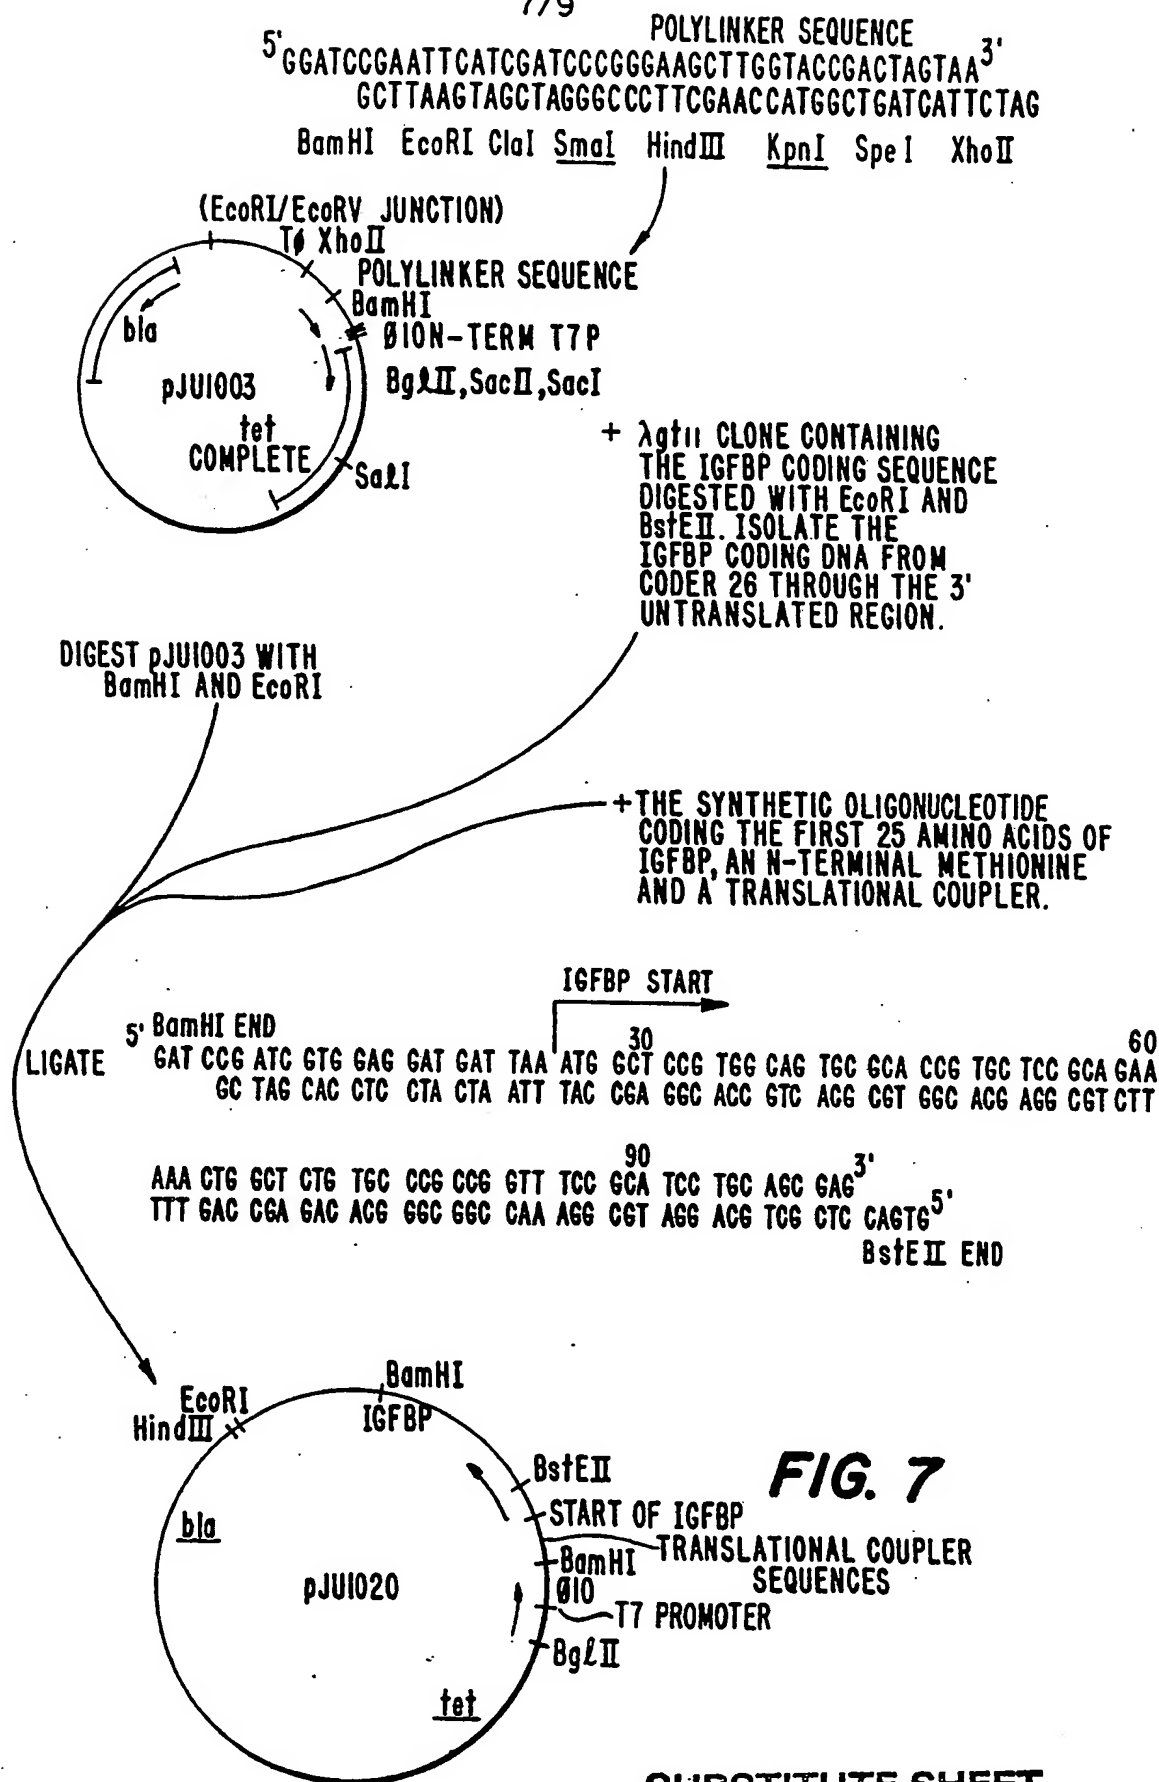 7/9
POLYLINKER SEQUENCE
5' GGATCCGAATTCATCGATCCCGGGAAGCTTGGTACCGACTAGTAA 3'
GCTTAAGTAGCTAGGGCCCTTCGAACCATGGCTGATCATTCTAG
BamHI EcoRI ClaI SmaI HindIII KpnI Spe I XhoII
(EcoRI/EcoRV JUNCTION)
TØ XhoII
POLYLINKER SEQUENCE
BamHI
Ø10N-TERM T7P
BglII,SacII,SacI
bla
pJU1003
tet
COMPLETE
SalI
+ λgt11 CLONE CONTAINING
THE IGFBP CODING SEQUENCE
DIGESTED WITH EcoRI AND
BstEII. ISOLATE THE
IGFBP CODING DNA FROM
CODER 26 THROUGH THE 3'
UNTRANSLATED REGION.
DIGEST pJU1003 WITH
BamHI AND EcoRI
+THE SYNTHETIC OLIGONUCLEOTIDE
CODING THE FIRST 25 AMINO ACIDS OF
IGFBP, AN N-TERMINAL METHIONINE
AND A TRANSLATIONAL COUPLER.
IGFBP START
5' BamHI END
30
60
LIGATE
GAT CCG ATC GTG GAG GAT GAT TAA ATG GCT CCG TGG CAG TGC GCA CCG TGC TCC GCA GAA
GC TAG CAC CTC CTA CTA ATT TAC CGA GGC ACC GTC ACG CGT GGC ACG AGG CGT CTT
90
AAA CTG GCT CTG TGC CCG CCG GTT TCC GCA TCC TGC AGC GAG 3'
TTT GAC CGA GAC ACG GGC GGC CAA AGG CGT AGG ACG TCG CTC CAGTG 5'
BstEII END
BamHI
EcoRI
HindIII
IGFBP
BstEII
FIG. 7
START OF IGFBP
bla
TRANSLATIONAL COUPLER
SEQUENCES
BamHI
Ø10
pJU1020
T7 PROMOTER
BglII
tet
SUBSTITUTE SHEET